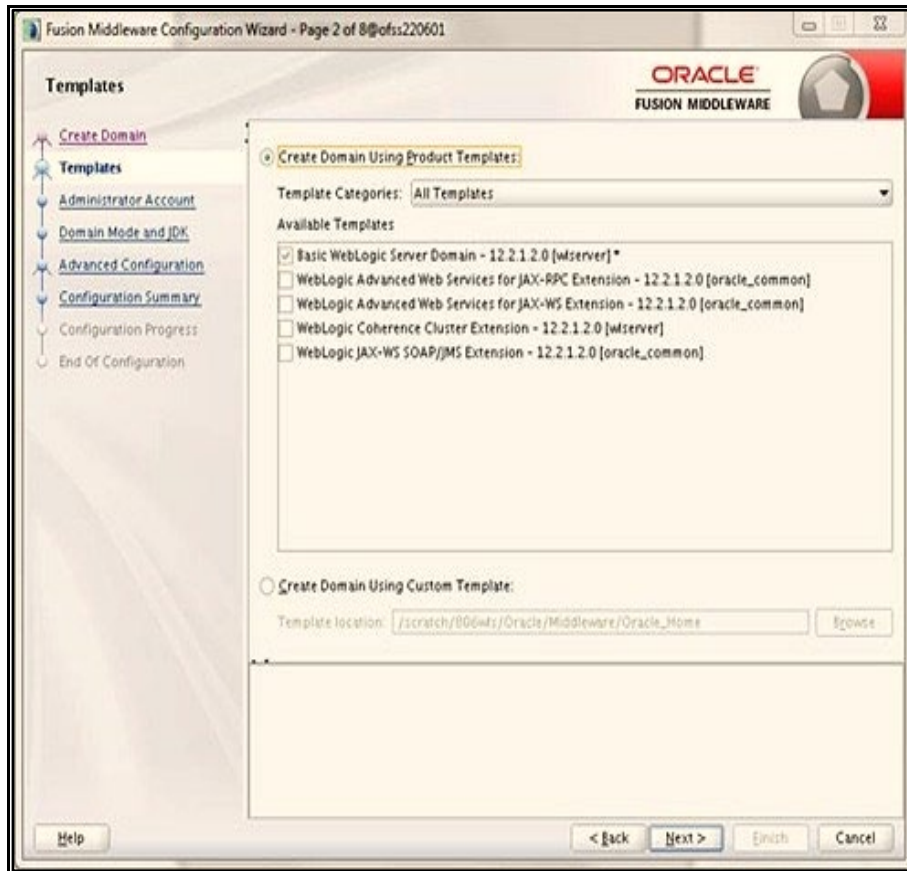 Fusion Middleware Configuration Wizard - Page 2 of 8@ofss220601
Templates
ORACLE
FUSION MIDDLEWARE
Create Domain
Templates
Administrator Account
Domain Mode and JDK
Advanced Configuration
Configuration Summary
Configuration Progress
End Of Configuration
Create Domain Using Product Templates:
Template Categories: All Templates
Available Templates
Basic WebLogic Server Domain - 12.2.1.2.0 [wlserver] *
WebLogic Advanced Web Services for JAX-RPC Extension - 12.2.1.2.0 [oracle_common]
WebLogic Advanced Web Services for JAX-WS Extension - 12.2.1.2.0 [oracle_common]
WebLogic Coherence Cluster Extension - 12.2.1.2.0 [wlserver]
WebLogic JAX-WS SOAP/JMS Extension - 12.2.1.2.0 [oracle_common]
Create Domain Using Custom Template:
Template location: /scratch/806wls/Oracle/Middleware/Oracle_Home Browse
Help < Back Next > Finish Cancel